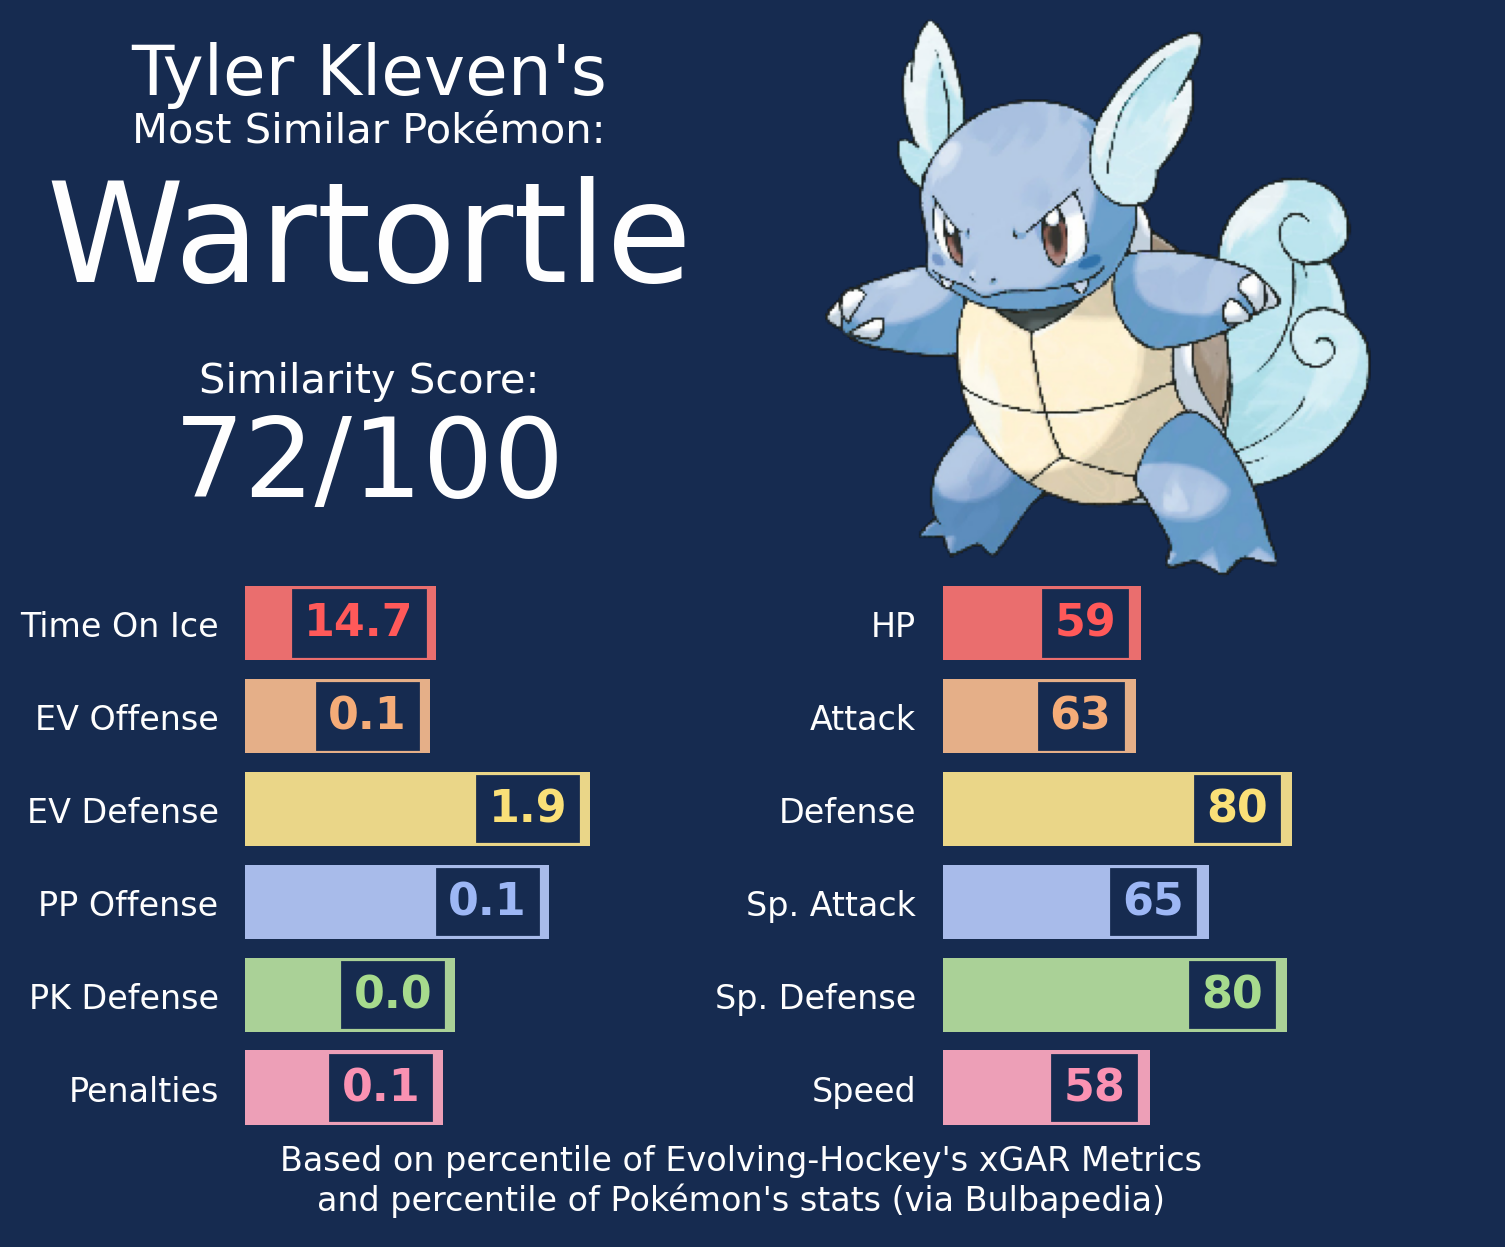 Tyler Kleven's
Most Similar Pokémon:
Wartortle
Similarity Score:
72/100
Time On Ice 14.7
EV Offense 0.1
EV Defense 1.9
PP Offense 0.1
PK Defense 0.0
Penalties 0.1
HP 59
Attack 63
Defense 80
Sp. Attack 65
Sp. Defense 80
Speed 58
Based on percentile of Evolving-Hockey's xGAR Metrics
and percentile of Pokémon's stats (via Bulbapedia)